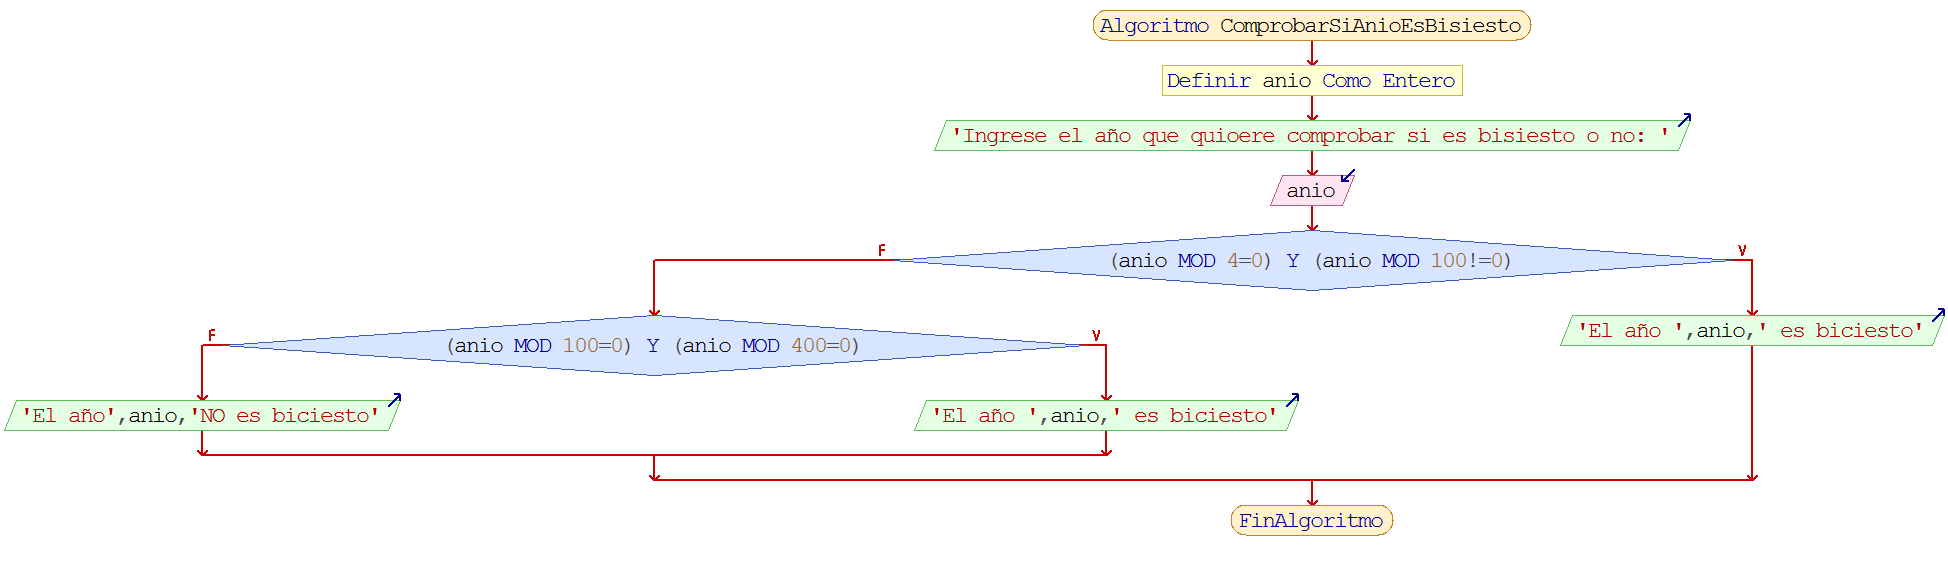 Algoritmo ComprobarSiAnioEsBisiesto
Definir anio Como Entero
'Ingrese el año que quioere comprobar si es bisiesto o no: '
anio
F
(anio MOD 4=0) Y (anio MOD 100!=0)
V
F
(anio MOD 100=0) Y (anio MOD 400=0)
V
'El año ',anio,' es biciesto'
'El año',anio,'NO es biciesto'
'El año ',anio,' es biciesto'
FinAlgoritmo